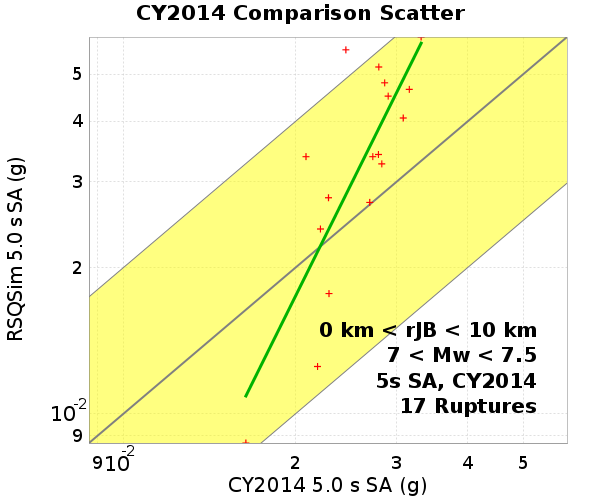 CY2014 Comparison Scatter
RSQSim 5.0 s SA (g)
5
4
3
2
10-2
9
0 km < rJB < 10 km
7 < Mw < 7.5
5s SA, CY2014
17 Ruptures
9 10-2 2 3 4 5
CY2014 5.0 s SA (g)